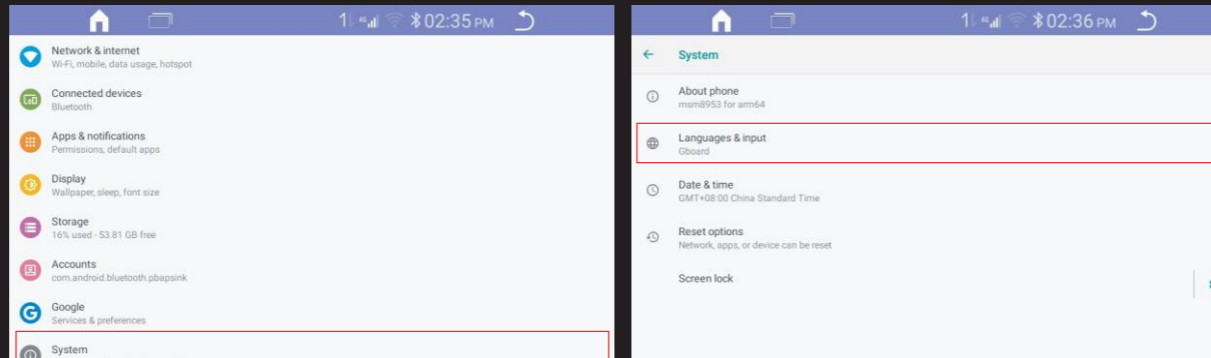 02:35 PM
Network & internet
Wi-Fi, mobile, data usage, hotspot
Connected devices
Bluetooth
Apps & notifications
Permissions, default apps
Display
Wallpaper, sleep, font size
Storage
16% used - 53.81 GB free
Accounts
com.android.bluetooth.pbapsink
Google
Services & preferences
System
02:36 PM
System
About phone
msm8953 for arm64
Languages & input
Gboard
Date & time
GMT+08:00 China Standard Time
Reset options
Network, apps, or device can be reset
Screen lock